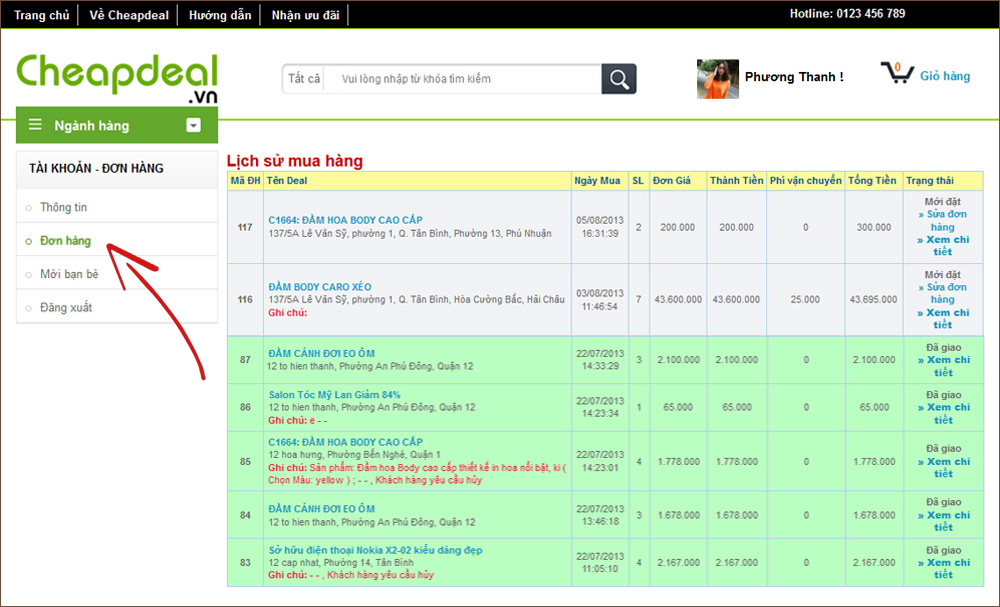 Trang chủ Về Cheapdeal Hướng dẫn Nhận ưu đãi Hotline: 0123 456 789
Cheapdeal
.vn
Tất cả Vui lòng nhập từ khóa tìm kiếm
Phương Thanh !
0
Giỏ hàng
Ngành hàng
TÀI KHOẢN - ĐƠN HÀNG
Thông tin
Đơn hàng
Mời bạn bè
Đăng xuất
Lịch sử mua hàng
Mã ĐH Tên Deal Ngày Mua SL Đơn Giá Thành Tiền Phí vận chuyển Tổng Tiền Trạng thái
117
C1664: ĐẦM HOA BODY CAO CẤP
137/5A Lê Văn Sỹ, phường 1, Q. Tân Bình, Phường 13, Phú Nhuận
05/08/2013
16:31:39
2 200.000 200.000 0 300.000
Mới đặt
» Sửa đơn
hàng
» Xem chi
tiết
116
ĐẦM BODY CARO XÉO
137/5A Lê Văn Sỹ, phường 1, Q. Tân Bình, Hòa Cường Bắc, Hải Châu
Ghi chú:
03/08/2013
11:46:54
7 43.600.000 43.600.000 25.000 43.695.000
Mới đặt
» Sửa đơn
hàng
» Xem chi
tiết
87
ĐẦM CÁNH DƠI EO ÔM
12 to hien thanh, Phường An Phú Đông, Quận 12
22/07/2013
14:33:29
3 2.100.000 2.100.000 0 2.100.000
Đã giao
» Xem chi
tiết
86
Salon Tóc Mỹ Lan Giảm 84%
12 to hien thanh, Phường An Phú Đông, Quận 12
Ghi chú: e - -
22/07/2013
14:23:34
1 65.000 65.000 0 65.000
Đã giao
» Xem chi
tiết
85
C1664: ĐẦM HOA BODY CAO CẤP
12 hoa hưng, Phường Bến Nghé, Quận 1
Ghi chú: Sản phẩm: Đầm hoa Body cao cấp thiết kế in hoa nổi bật, kí (
Chọn Màu: yellow ) ; - - , Khách hàng yêu cầu hủy
22/07/2013
14:23:01
4 1.778.000 1.778.000 0 1.778.000
Đã giao
» Xem chi
tiết
84
ĐẦM CÁNH DƠI EO ÔM
12 to hien thanh, Phường An Phú Đông, Quận 12
22/07/2013
13:46:18
3 1.678.000 1.678.000 0 1.678.000
Đã giao
» Xem chi
tiết
83
Sở hữu điện thoại Nokia X2-02 kiểu dáng đẹp
12 cap nhat, Phường 14, Tân Bình
Ghi chú: - - , Khách hàng yêu cầu hủy
22/07/2013
11:05:10
4 2.167.000 2.167.000 0 2.167.000
Đã giao
» Xem chi
tiết